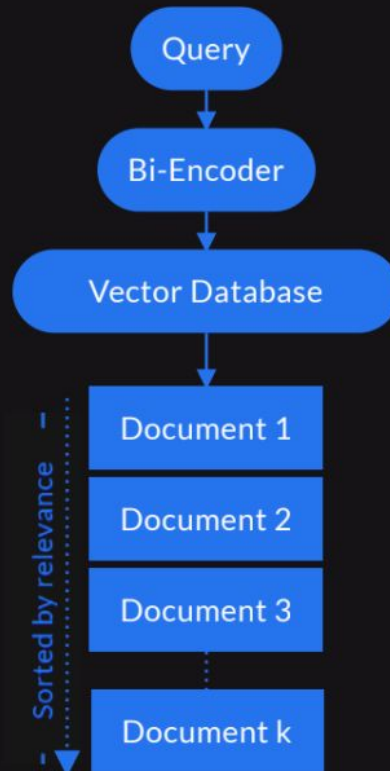 Query
Bi-Encoder
Vector Database
Document 1
Document 2
Document 3
Document k
Sorted by relevance